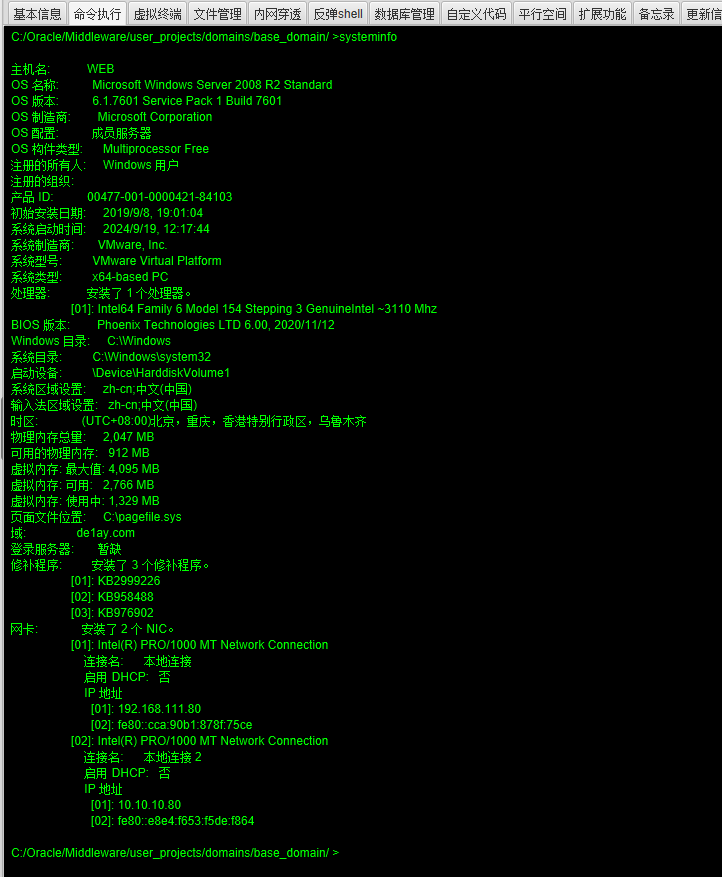 基本信息 命令执行 虚拟终端 文件管理 内网穿透 反弹shell 数据库管理 自定义代码 平行空间 扩展功能 备忘录 更新信
C:/Oracle/Middleware/user_projects/domains/base_domain/ >systeminfo
主机名: WEB
OS 名称: Microsoft Windows Server 2008 R2 Standard
OS 版本: 6.1.7601 Service Pack 1 Build 7601
OS 制造商: Microsoft Corporation
OS 配置: 成员服务器
OS 构件类型: Multiprocessor Free
注册的所有人: Windows 用户
注册的组织:
产品 ID: 00477-001-0000421-84103
初始安装日期: 2019/9/8, 19:01:04
系统启动时间: 2024/9/19, 12:17:44
系统制造商: VMware, Inc.
系统型号: VMware Virtual Platform
系统类型: x64-based PC
处理器: 安装了 1 个处理器。
[01]: Intel64 Family 6 Model 154 Stepping 3 GenuineIntel ~3110 Mhz
BIOS 版本: Phoenix Technologies LTD 6.00, 2020/11/12
Windows 目录: C:\Windows
系统目录: C:\Windows\system32
启动设备: \Device\HarddiskVolume1
系统区域设置: zh-cn;中文(中国)
输入法区域设置: zh-cn;中文(中国)
时区: (UTC+08:00)北京，重庆，香港特别行政区，乌鲁木齐
物理内存总量: 2,047 MB
可用的物理内存: 912 MB
虚拟内存: 最大值: 4,095 MB
虚拟内存: 可用: 2,766 MB
虚拟内存: 使用中: 1,329 MB
页面文件位置: C:\pagefile.sys
域: de1ay.com
登录服务器: 暂缺
修补程序: 安装了 3 个修补程序。
[01]: KB2999226
[02]: KB958488
[03]: KB976902
网卡: 安装了 2 个 NIC。
[01]: Intel(R) PRO/1000 MT Network Connection
连接名: 本地连接
启用 DHCP: 否
IP 地址
[01]: 192.168.111.80
[02]: fe80::cca:90b1:878f:75ce
[02]: Intel(R) PRO/1000 MT Network Connection
连接名: 本地连接 2
启用 DHCP: 否
IP 地址
[01]: 10.10.10.80
[02]: fe80::e8e4:f653:f5de:f864
C:/Oracle/Middleware/user_projects/domains/base_domain/ >